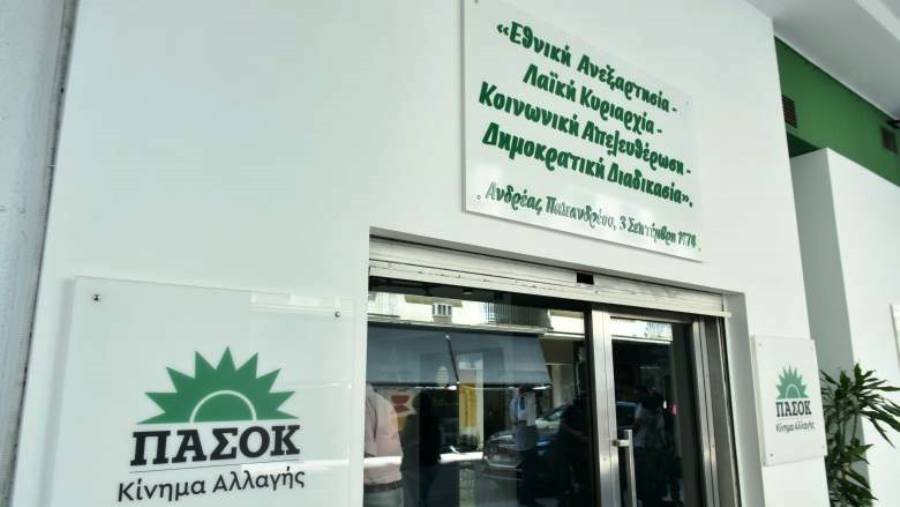 «Εθνική Ανεξαρτησία -
Λαϊκή Κυριαρχία -
Κοινωνική Απελευθέρωση -
Δημοκρατική Διαδικασία».
Ανδρέας Παπανδρέου, 3 Σεπτέμβρη 1974
ΠΑΣΟΚ
Κίνημα Αλλαγής
ΠΑΣΟΚ
Κίνημα Αλλαγής